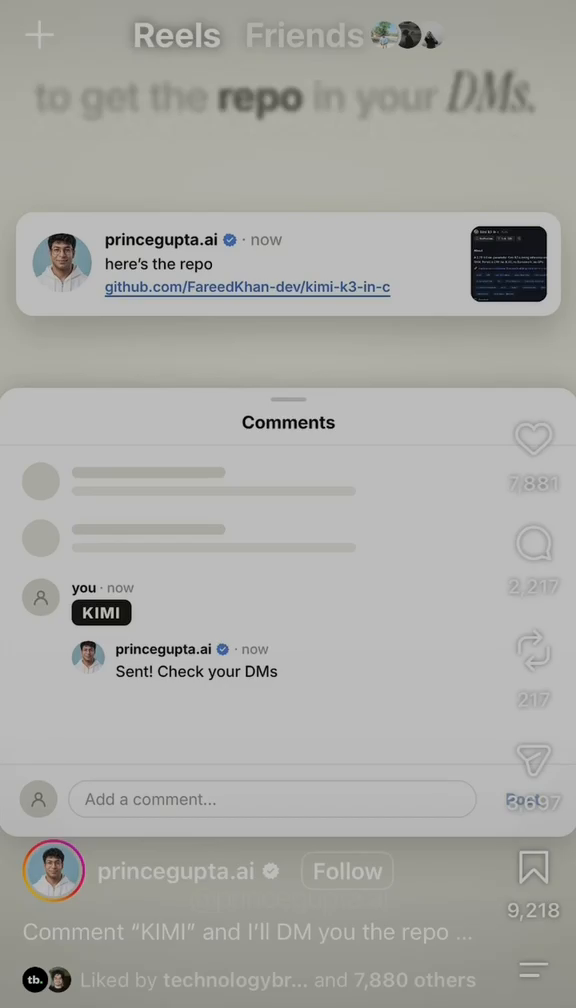 Reels Friends
to get the repo in your DMs.
princegupta.ai · now
here's the repo
github.com/FareedKhan-dev/kimi-k3-in-c
Comments
7,881
2,217
you · now
KIMI
princegupta.ai · now
Sent! Check your DMs
217
Add a comment...
Post
3,697
princegupta.ai
Follow
9,218
Comment “KIMI” and I’ll DM you the repo ...
tb.
Liked by technologybr... and 7,880 others